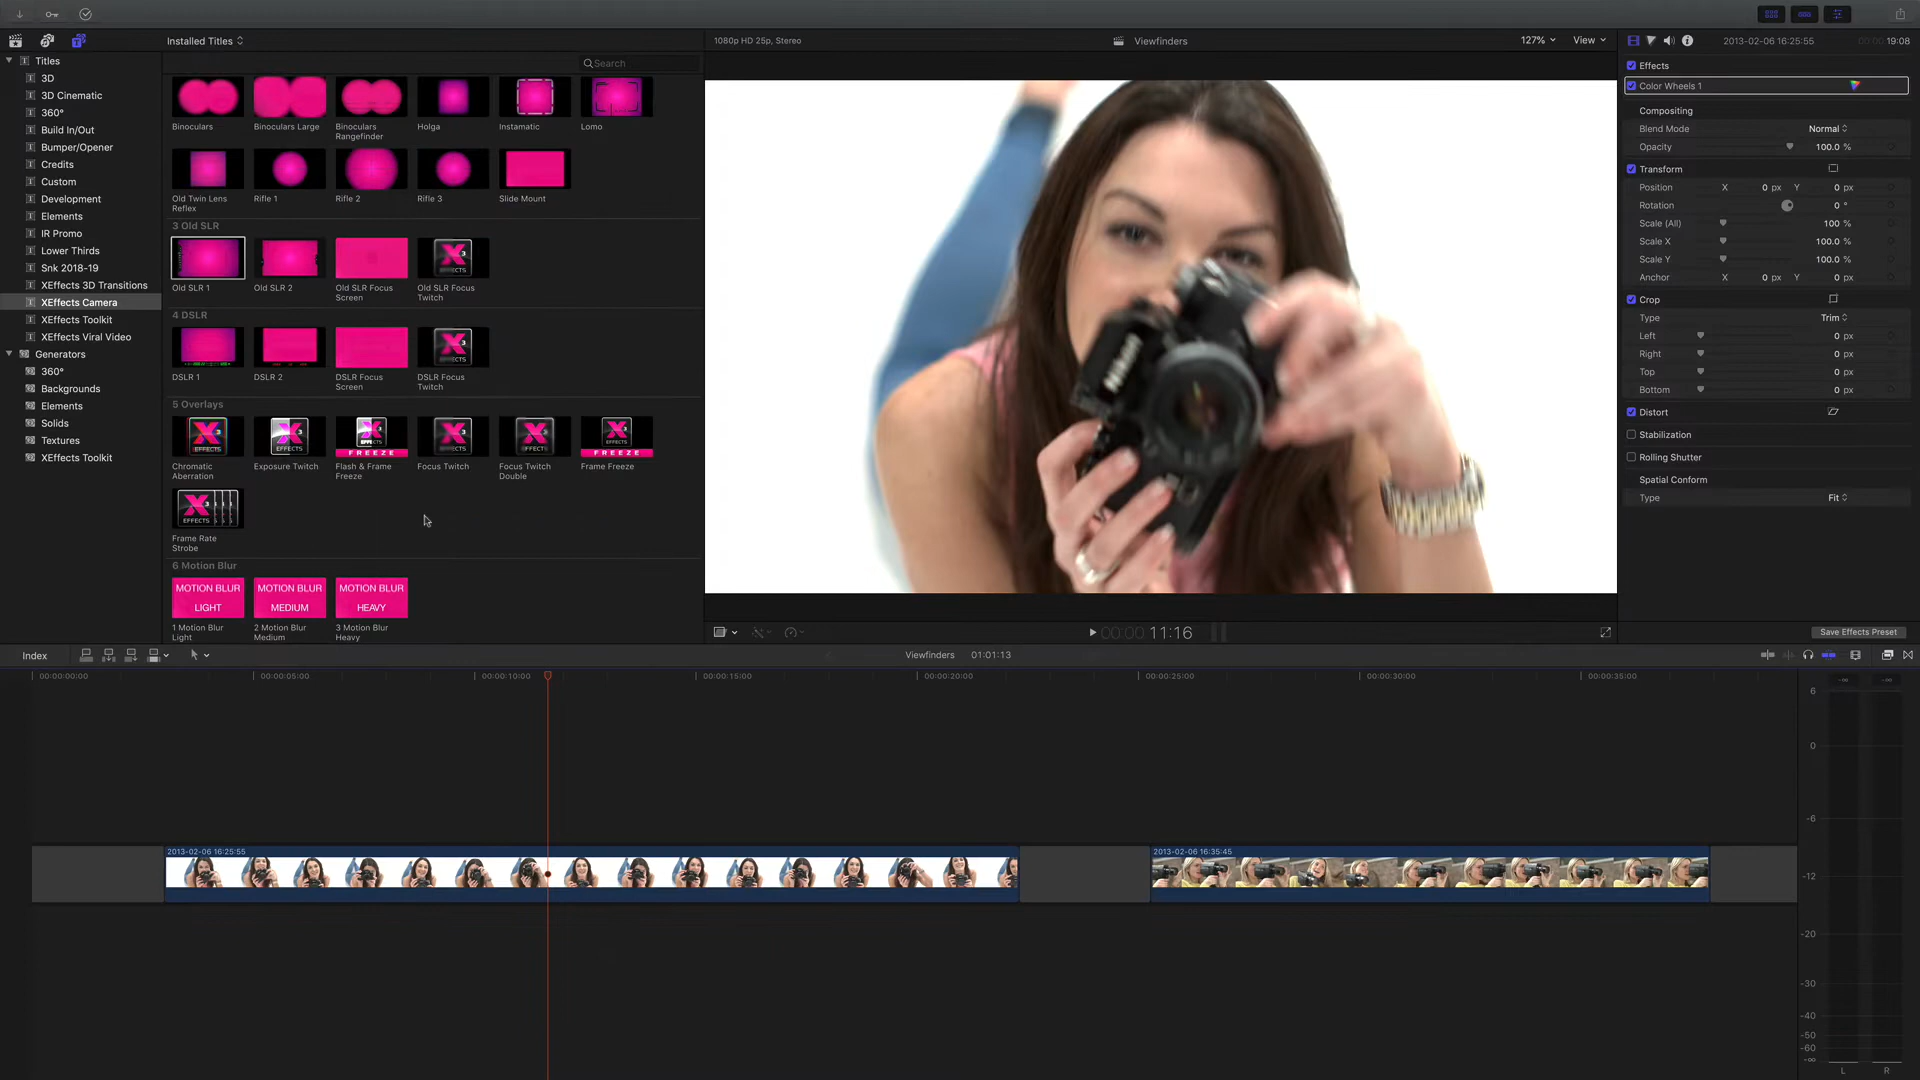 Installed Titles
1080p HD 25p, Stereo
Viewfinders
127%
View
2013-02-06 16:25:55
00:00:19:08
Titles
3D
3D Cinematic
360°
Build In/Out
Bumper/Opener
Credits
Custom
Development
Elements
IR Promo
Lower Thirds
Snk 2018-19
XEffects 3D Transitions
XEffects Camera
XEffects Toolkit
XEffects Viral Video
Generators
360°
Backgrounds
Elements
Solids
Textures
XEffects Toolkit
Search
Binoculars
Binoculars Large
Binoculars Rangefinder
Holga
Instamatic
Lomo
Old Twin Lens Reflex
Rifle 1
Rifle 2
Rifle 3
Slide Mount
3 Old SLR
Old SLR 1
Old SLR 2
Old SLR Focus Screen
Old SLR Focus Twitch
4 DSLR
DSLR 1
DSLR 2
DSLR Focus Screen
DSLR Focus Twitch
5 Overlays
Chromatic Aberration
Exposure Twitch
FREEZE
Flash & Frame Freeze
Focus Twitch
Focus Twitch Double
FREEZE
Frame Freeze
Frame Rate Strobe
6 Motion Blur
MOTION BLUR LIGHT
MOTION BLUR MEDIUM
MOTION BLUR HEAVY
1 Motion Blur Light
2 Motion Blur Medium
3 Motion Blur Heavy
Nikon
Effects
Color Wheels 1
Compositing
Blend Mode Normal
Opacity 100.0 %
Transform
Position X 0 px Y 0 px
Rotation 0 °
Scale (All) 100 %
Scale X 100.0 %
Scale Y 100.0 %
Anchor X 0 px Y 0 px
Crop
Type Trim
Left 0 px
Right 0 px
Top 0 px
Bottom 0 px
Distort
Stabilization
Rolling Shutter
Spatial Conform
Type Fit
Save Effects Preset
00:00:11:16
Index
Viewfinders 01:01:13
00:00:00:00
00:00:05:00
00:00:10:00
00:00:15:00
00:00:20:00
00:00:25:00
00:00:30:00
00:00:35:00
2013-02-06 16:25:55
2013-02-06 16:35:45
-∞ -∞
6
0
-6
-12
-20
-30
-40
-50
-60
-∞
L R